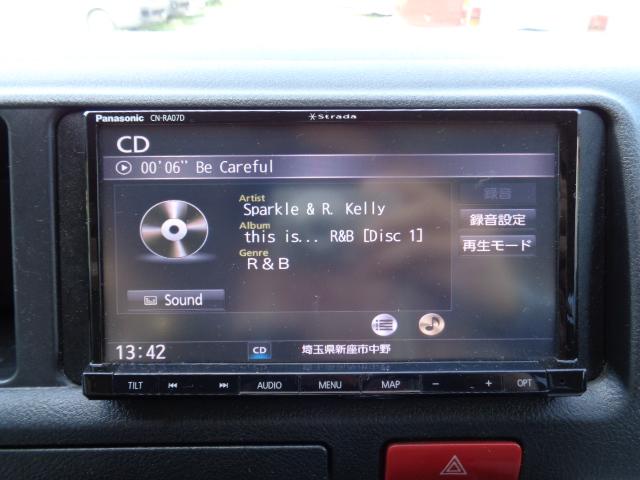 Panasonic CN-RA07D Strada
CD
00'06" Be Careful
Artist
Sparkle & R. Kelly
Album
this is... R&B [Disc 1]
Genre
R&B
録音
録音設定
再生モード
Sound
13:42 CD 埼玉県新座市中野
TILT AUDIO MENU MAP − + OPT